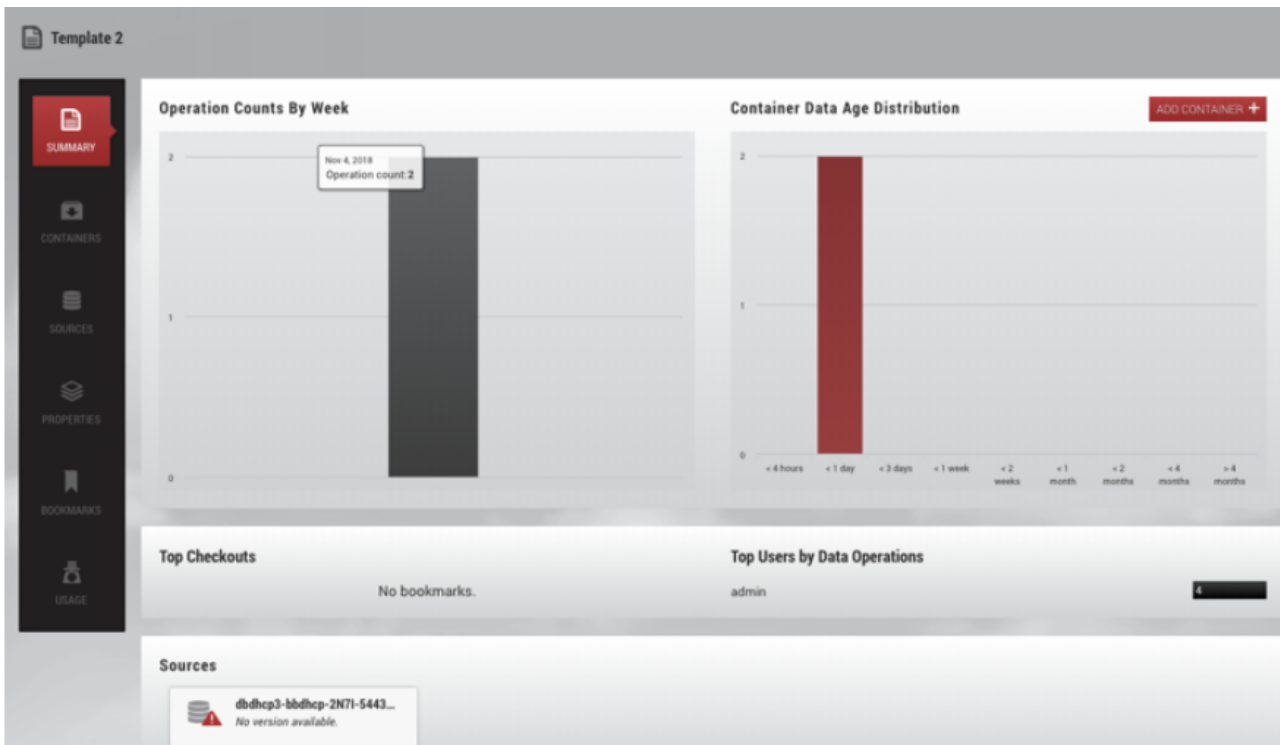 Template 2
SUMMARY
CONTAINERS
SOURCES
PROPERTIES
BOOKMARKS
USAGE
Operation Counts By Week
2
1
0
Nov 4, 2018
Operation count:2
Container Data Age Distribution
ADD CONTAINER +
2
1
0
< 4 hours
< 1 day
< 3 days
< 1 week
< 2
weeks
< 1
month
< 2
months
< 4
months
> 4
months
Top Checkouts
No bookmarks.
Top Users by Data Operations
admin
4
Sources
dbdhcp3-bbdhcp-2N7I-5443...
No version available.